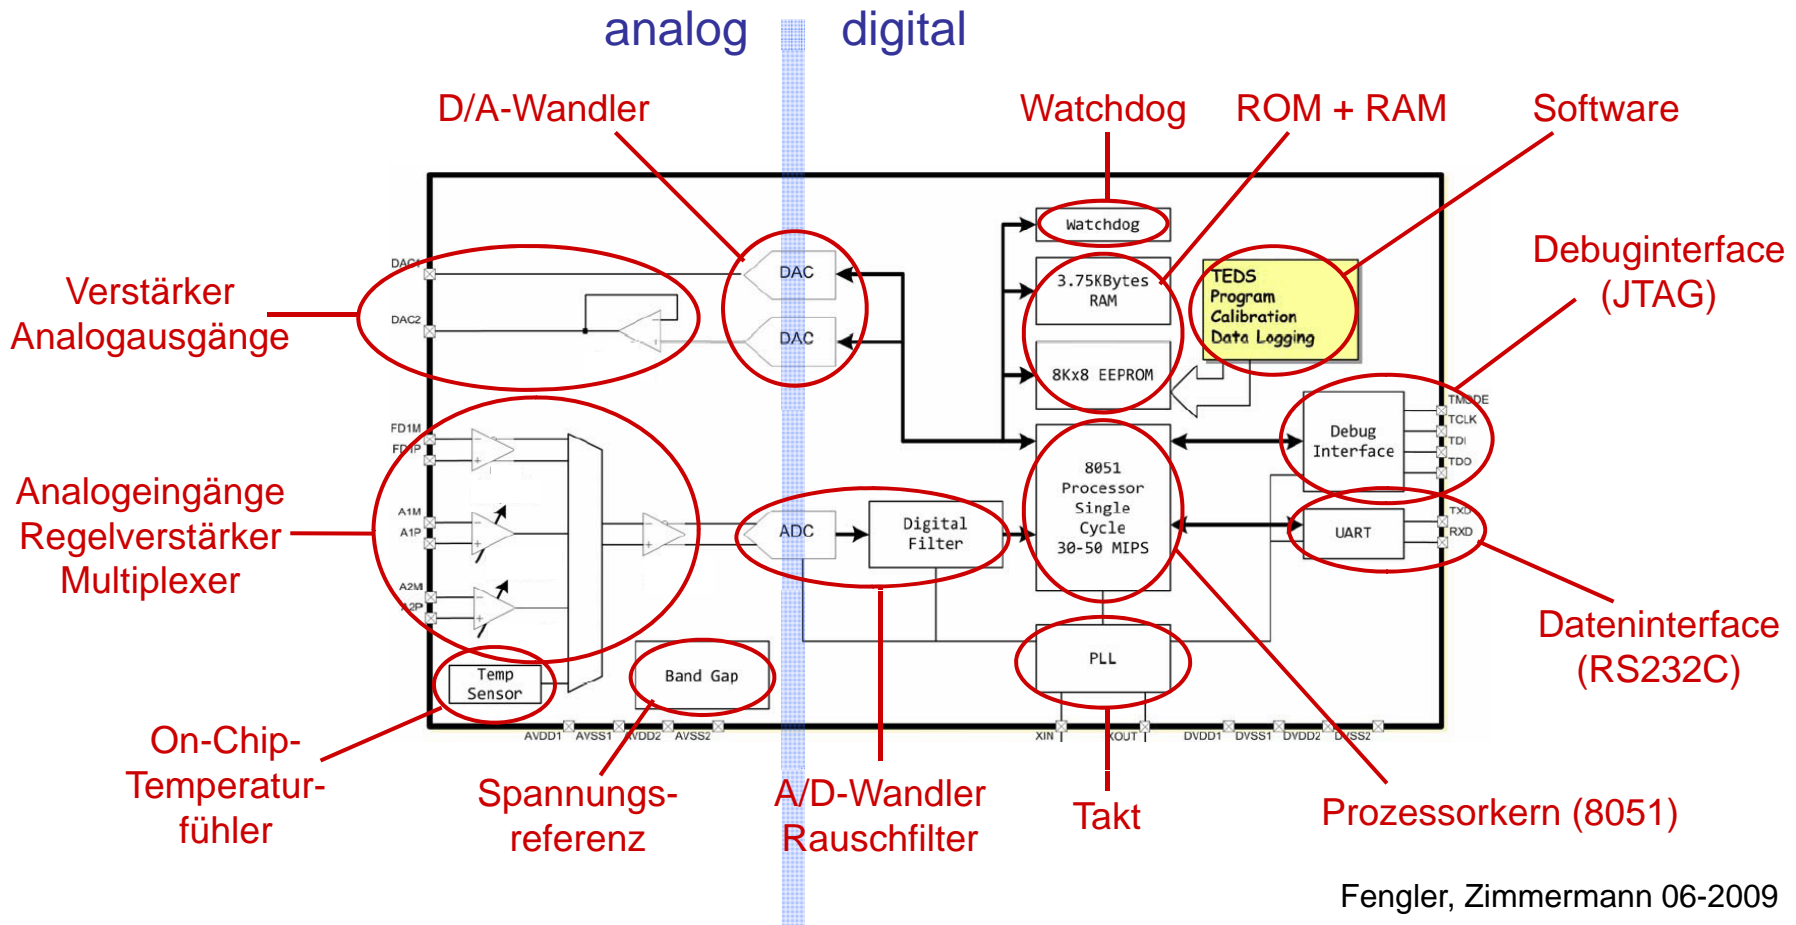 analog digital
D/A-Wandler
Watchdog
ROM + RAM
Software
Verstärker
Analogausgänge
Analogeingänge
Regelverstärker
Multiplexer
On-Chip-
Temperatur-
fühler
Spannungs-
referenz
A/D-Wandler
Rauschfilter
Takt
Prozessorkern (8051)
Debuginterface
(JTAG)
Dateninterface
(RS232C)
DAC1
DAC2
FD1M
FD1P
A1M
A1P
A2M
A2P
DAC
DAC
Watchdog
3.75KBytes
RAM
8Kx8 EEPROM
TEDS
Program
Calibration
Data Logging
8051
Processor
Single
Cycle
30-50 MIPS
Debug
Interface
TMODE
TCLK
TDI
TDO
UART
TXD
RXD
ADC
Digital
Filter
PLL
Temp
Sensor
Band Gap
AVDD1 AVSS1 AVDD2 AVSS2
XIN XOUT
DVDD1 DVSS1 DVDD2 DVSS2
Fengler, Zimmermann 06-2009